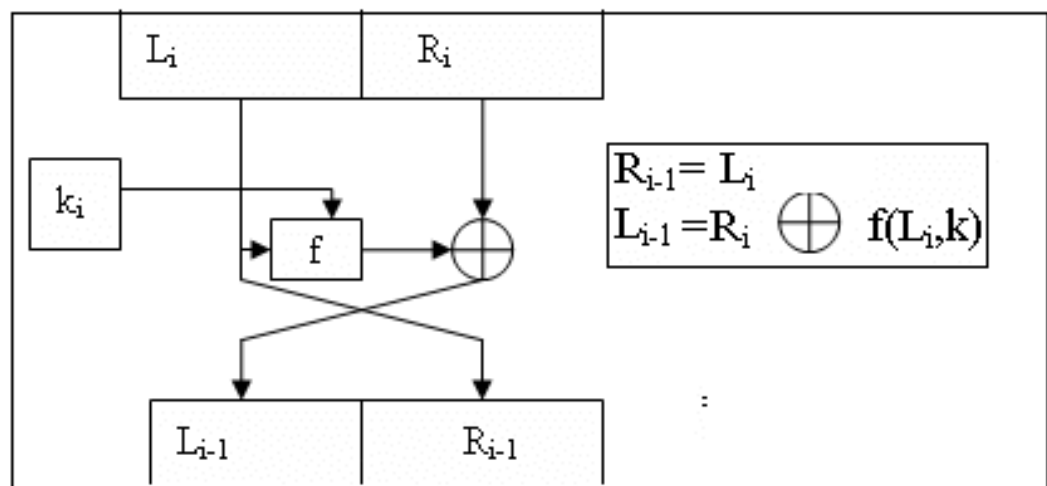 Lᵢ Rᵢ
kᵢ
f
Rᵢ₋₁= Lᵢ
Lᵢ₋₁ =Rᵢ ⊕ f(Lᵢ,k)
Lᵢ₋₁ Rᵢ₋₁
: